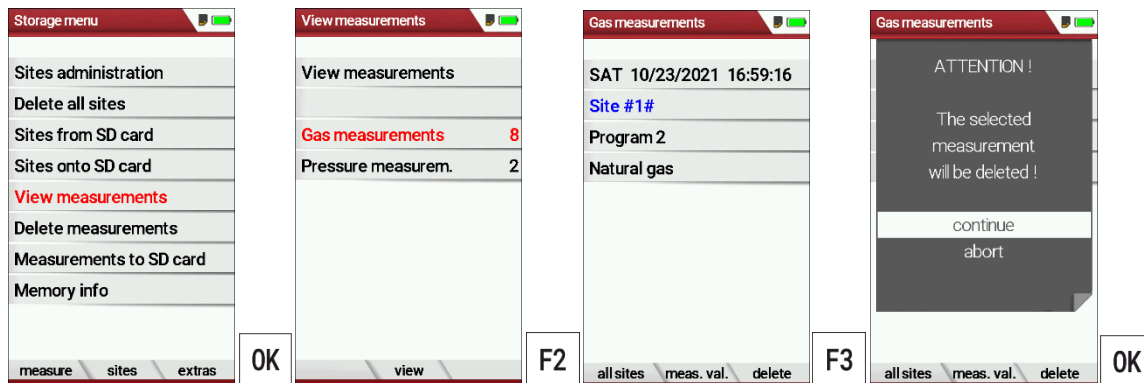 Storage menu
Sites administration
Delete all sites
Sites from SD card
Sites onto SD card
View measurements
Delete measurements
Measurements to SD card
Memory info
measure sites extras
OK
View measurements
View measurements
Gas measurements 8
Pressure measurem. 2
view
F2
Gas measurements
SAT 10/23/2021 16:59:16
Site #1#
Program 2
Natural gas
all sites meas. val. delete
F3
Gas measurements
ATTENTION !
The selected
measurement
will be deleted !
continue
abort
all sites meas. val. delete
OK